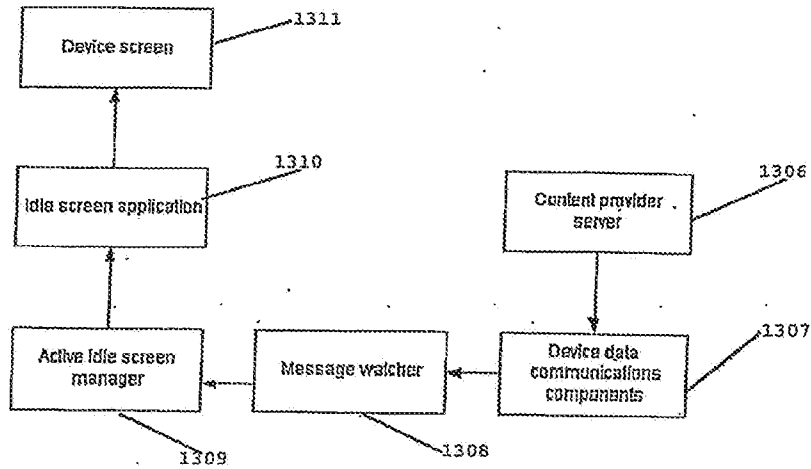 1311
Device screen
1310
1306
Idle screen application
Content provider
server
1307
Active idle screen
manager
Message watcher
Device data
communications
components
1309
1308